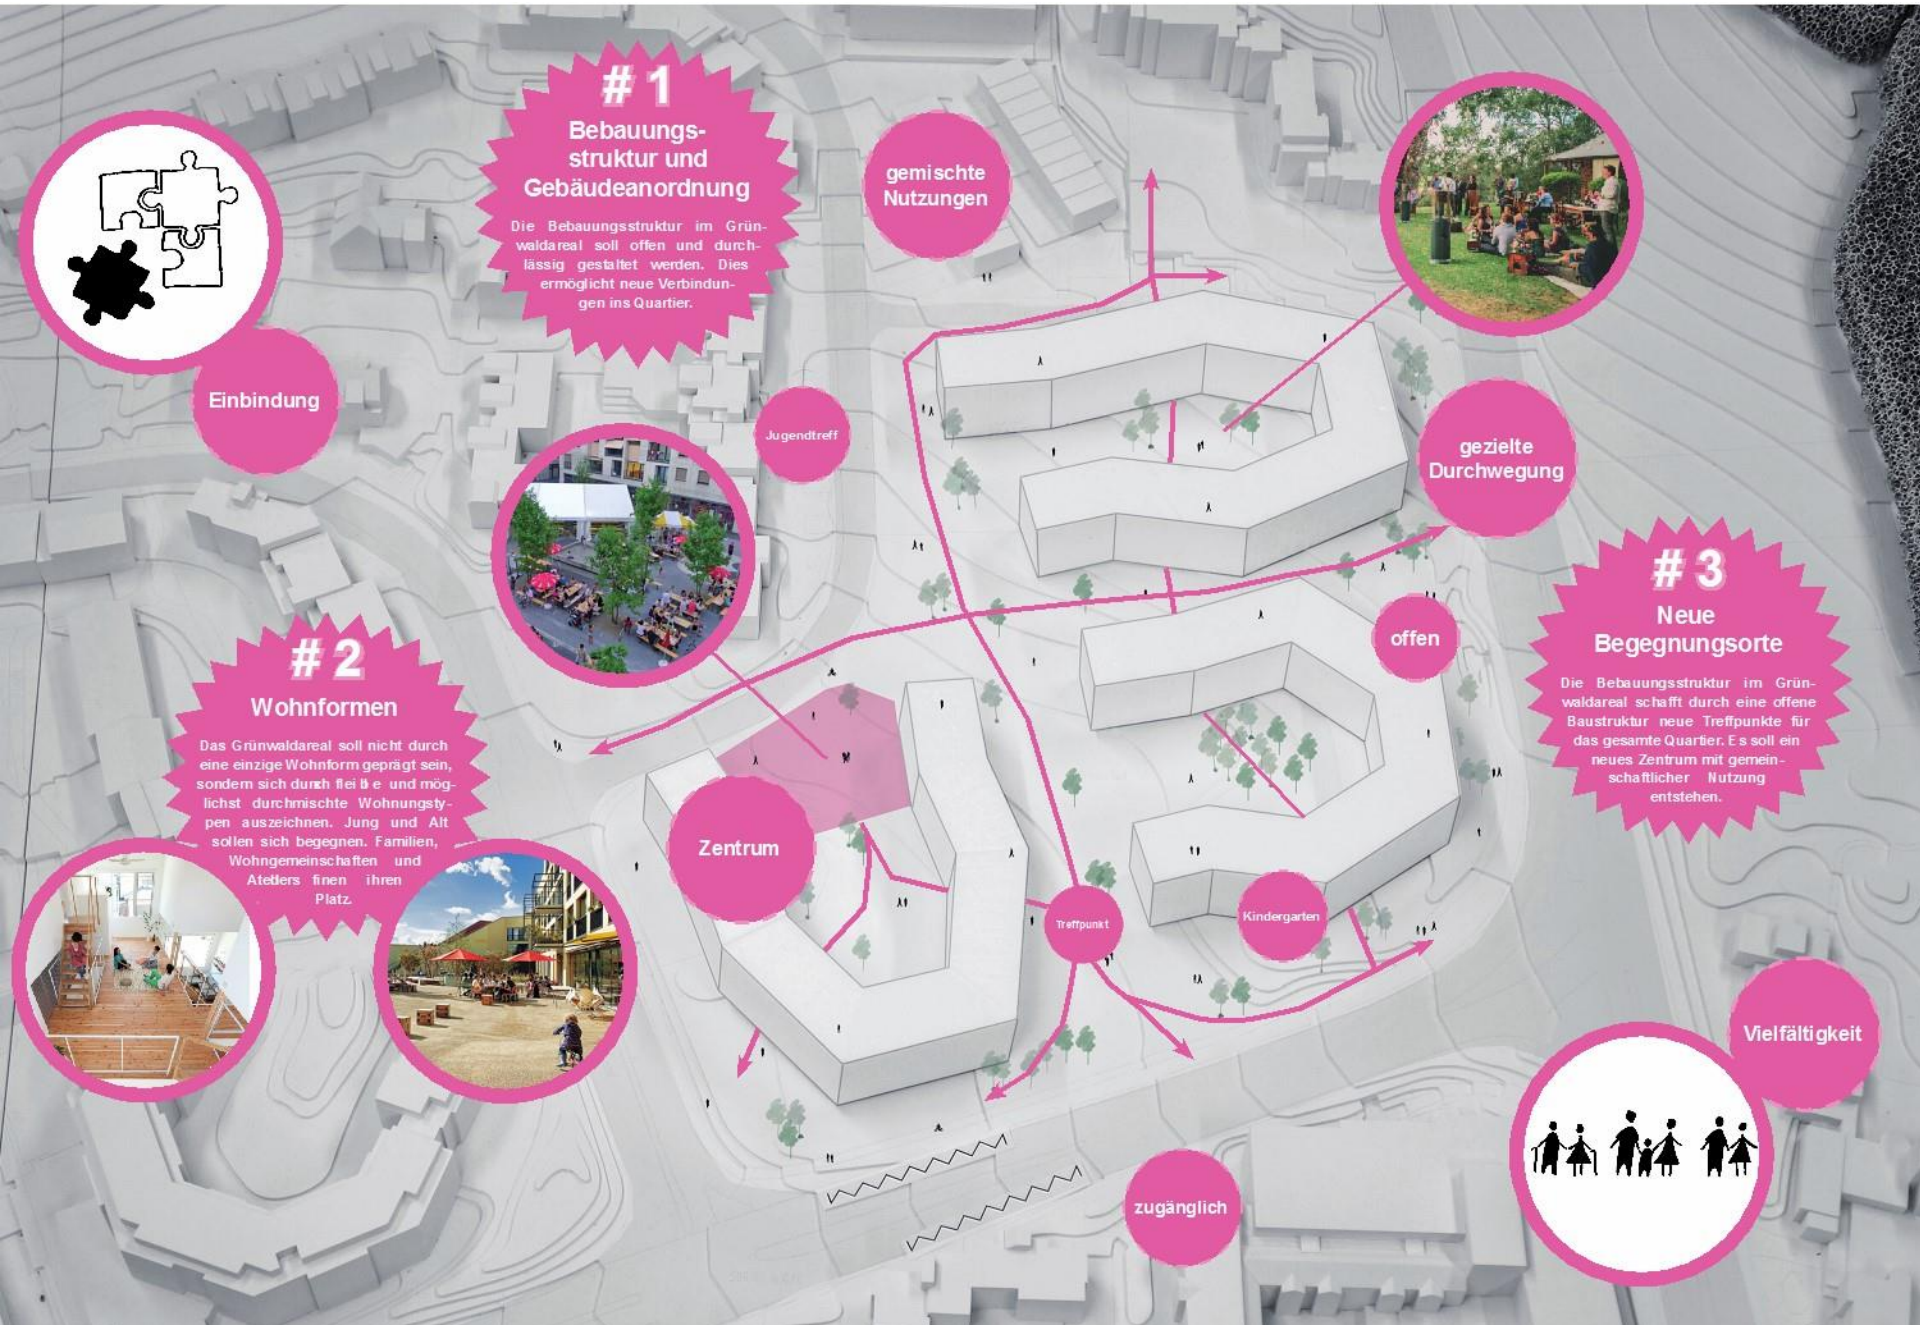 # 1
Bebauungs-
struktur und
Gebäudeanordnung
Die Bebauungsstruktur im Grün-
waldareal soll offen und durch-
lässig gestaltet werden. Dies
ermöglicht neue Verbindun-
gen ins Quartier.
gemischte
Nutzungen
Einbindung
Jugendtreff
gezielte
Durchwegung
# 2
Wohnformen
Das Grünwaldareal soll nicht durch
eine einzige Wohnform geprägt sein,
sondern sich durch und mög-
lichst durchmischte Wohnungsty-
pen auszeichnen. Jung und Alt
sollen sich begegnen. Familien,
Wohngemeinschaften und
finen ihren
Platz.
# 3
Neue
Begegnungsorte
Die Bebauungsstruktur im Grün-
waldareal schafft durch eine offene
Baustruktur neue Treffpunkte für
das gesamte Quartier. Es soll ein
neues Zentrum mit gemein-
schaftlicher Nutzung
entstehen.
offen
Zentrum
Treffpunkt
Kindergarten
Vielfältigkeit
zugänglich